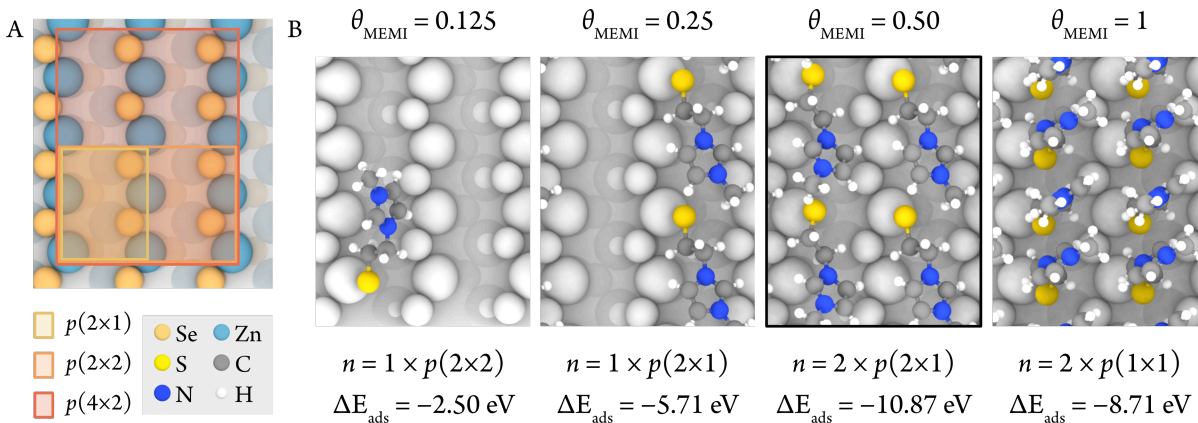 A
p(2×1)
p(2×2)
p(4×2)
Se
Zn
S
C
N
H
B
θMEMI = 0.125
θMEMI = 0.25
θMEMI = 0.50
θMEMI = 1
n = 1 × p(2×2)
n = 1 × p(2×1)
n = 2 × p(2×1)
n = 2 × p(1×1)
ΔEads = −2.50 eV
ΔEads = −5.71 eV
ΔEads = −10.87 eV
ΔEads = −8.71 eV